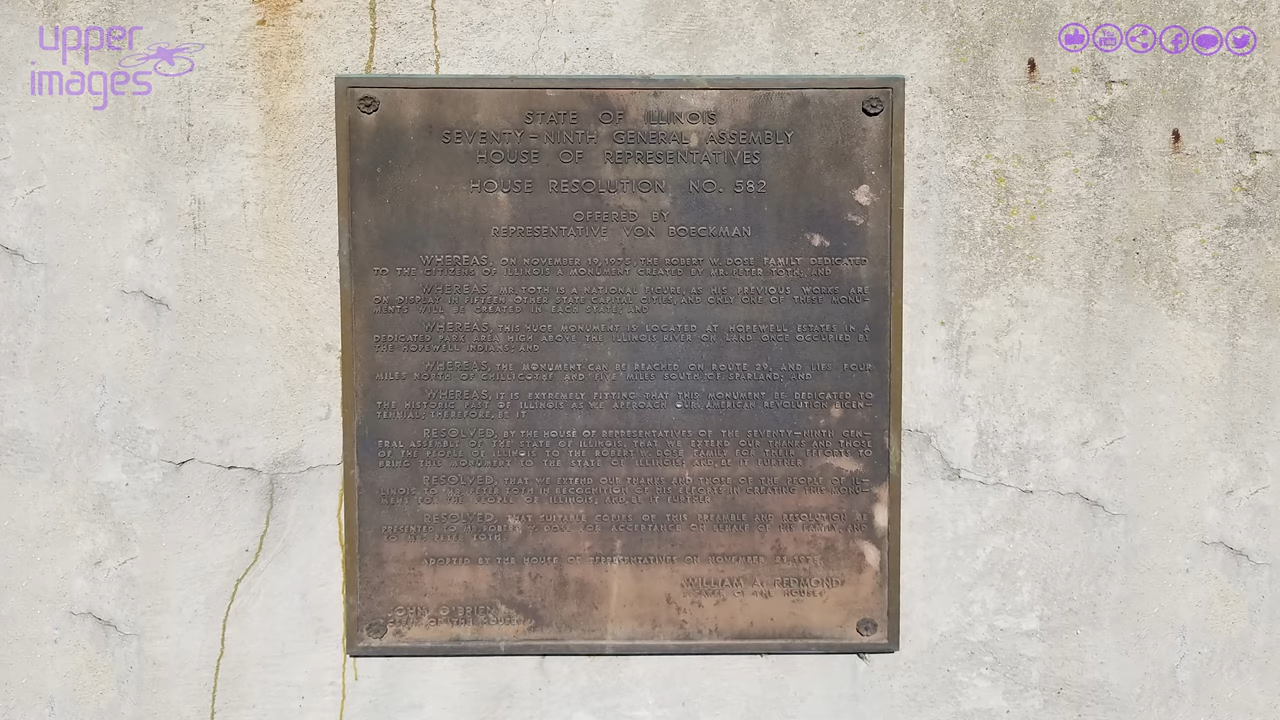 upper
images
STATE OF ILLINOIS
SEVENTY-NINTH GENERAL ASSEMBLY
HOUSE OF REPRESENTATIVES
HOUSE RESOLUTION NO. 582
OFFERED BY
REPRESENTATIVE VON BOECKMAN
WHEREAS, ON NOVEMBER 19, 1975, THE ROBERT W. DOSE FAMILY DEDICATED
TO THE CITIZENS OF ILLINOIS A MONUMENT CREATED BY MR. PETER TOTH; AND
WHEREAS, MR. TOTH IS A NATIONAL FIGURE, AS HIS PREVIOUS WORKS ARE
ON DISPLAY IN FIFTEEN OTHER STATE CAPITAL CITIES, AND ONLY ONE OF THESE MONU-
MENTS WILL BE CREATED IN EACH STATE; AND
WHEREAS, THIS HUGE MONUMENT IS LOCATED AT HOPEWELL ESTATES IN A
DEDICATED PARK AREA HIGH ABOVE THE ILLINOIS RIVER ON LAND ONCE OCCUPIED BY
THE HOPEWELL INDIANS; AND
WHEREAS, THE MONUMENT CAN BE REACHED ON ROUTE 29, AND LIES FOUR
MILES NORTH OF CHILLICOTHE AND FIVE MILES SOUTH OF SPARLAND; AND
WHEREAS, IT IS EXTREMELY FITTING THAT THIS MONUMENT BE DEDICATED TO
THE HISTORIC PAST OF ILLINOIS AS WE APPROACH OUR AMERICAN REVOLUTION BICEN-
TENNIAL; THEREFORE, BE IT
RESOLVED, BY THE HOUSE OF REPRESENTATIVES OF THE SEVENTY-NINTH GEN-
ERAL ASSEMBLY OF THE STATE OF ILLINOIS, THAT WE EXTEND OUR THANKS AND THOSE
OF THE PEOPLE OF ILLINOIS TO THE ROBERT W. DOSE FAMILY FOR THEIR EFFORTS TO
BRING THIS MONUMENT TO THE STATE OF ILLINOIS; AND, BE IT FURTHER
RESOLVED, THAT WE EXTEND OUR THANKS AND THOSE OF THE PEOPLE OF IL-
LINOIS TO MR. PETER TOTH IN RECOGNITION OF HIS EFFORTS IN CREATING THIS MONU-
MENT TO THE PEOPLE OF ILLINOIS; AND, BE IT FURTHER
RESOLVED, THAT SUITABLE COPIES OF THIS PREAMBLE AND RESOLUTION BE
PRESENTED TO MR. ROBERT W. DOSE FOR ACCEPTANCE ON BEHALF OF HIS FAMILY, AND
TO MR. PETER TOTH.
ADOPTED BY THE HOUSE OF REPRESENTATIVES ON NOVEMBER
WILLIAM A. REDMOND
SPEAKER OF THE HOUSE
JOHN O'BRIEN
CLERK OF THE HOUSE